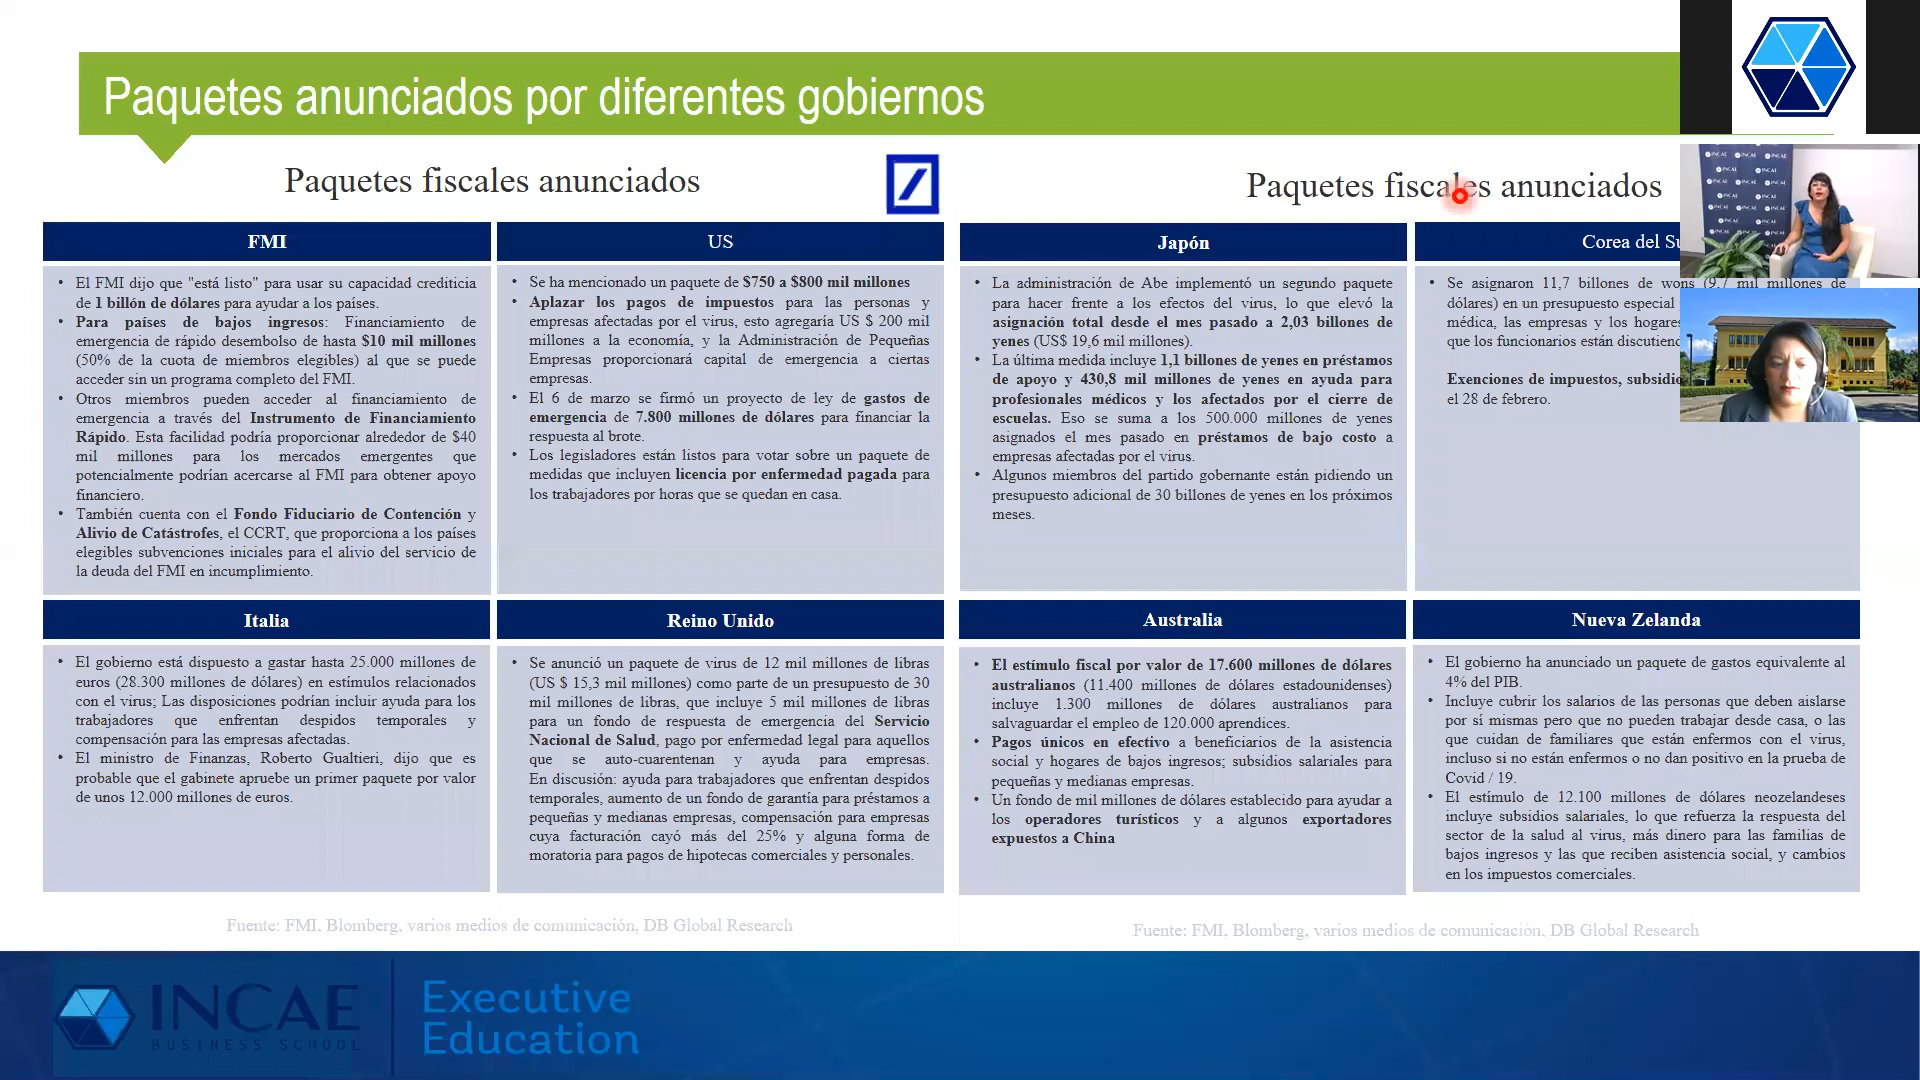 Paquetes anunciados por diferentes gobiernos
Paquetes fiscales anunciados
FMI
• El FMI dijo que "está listo" para usar su capacidad crediticia
de 1 billón de dólares para ayudar a los países.
• Para países de bajos ingresos: Financiamiento de
emergencia de rápido desembolso de hasta $10 mil millones
(50% de la cuota de miembros elegibles) al que se puede
acceder sin un programa completo del FMI.
• Otros miembros pueden acceder al financiamiento de
emergencia a través del Instrumento de Financiamiento
Rápido. Esta facilidad podría proporcionar alrededor de $40
mil millones para los mercados emergentes que
potencialmente podrían acercarse al FMI para obtener apoyo
financiero.
• También cuenta con el Fondo Fiduciario de Contención y
Alivio de Catástrofes, el CCRT, que proporciona a los países
elegibles subvenciones iniciales para el alivio del servicio de
la deuda del FMI en incumplimiento.
US
• Se ha mencionado un paquete de $750 a $800 mil millones
• Aplazar los pagos de impuestos para las personas y
empresas afectadas por el virus, esto agregaría US $ 200 mil
millones a la economía, y la Administración de Pequeñas
Empresas proporcionará capital de emergencia a ciertas
empresas.
• El 6 de marzo se firmó un proyecto de ley de gastos de
emergencia de 7.800 millones de dólares para financiar la
respuesta al brote.
• Los legisladores están listos para votar sobre un paquete de
medidas que incluyen licencia por enfermedad pagada para
los trabajadores por horas que se quedan en casa.
Italia
• El gobierno está dispuesto a gastar hasta 25.000 millones de
euros (28.300 millones de dólares) en estímulos relacionados
con el virus; Las disposiciones podrían incluir ayuda para los
trabajadores que enfrentan despidos temporales y
compensación para las empresas afectadas.
• El ministro de Finanzas, Roberto Gualtieri, dijo que es
probable que el gabinete apruebe un primer paquete por valor
de unos 12.000 millones de euros.
Reino Unido
• Se anunció un paquete de virus de 12 mil millones de libras
(US $ 15,3 mil millones) como parte de un presupuesto de 30
mil millones de libras, que incluye 5 mil millones de libras
para un fondo de respuesta de emergencia del Servicio
Nacional de Salud, pago por enfermedad legal para aquellos
que se auto-cuarentenan y ayuda para empresas.
En discusión: ayuda para trabajadores que enfrentan despidos
temporales, aumento de un fondo de garantía para préstamos a
pequeñas y medianas empresas, compensación para empresas
cuya facturación cayó más del 25% y alguna forma de
moratoria para pagos de hipotecas comerciales y personales.
Fuente: FMI, Blomberg, varios medios de comunicación, DB Global Research
Paquetes fiscales anunciados
Japón
• La administración de Abe implementó un segundo paquete
para hacer frente a los efectos del virus, lo que elevó la
asignación total desde el mes pasado a 2,03 billones de
yenes (US$ 19,6 mil millones).
• La última medida incluye 1,1 billones de yenes en préstamos
de apoyo y 430,8 mil millones de yenes en ayuda para
profesionales médicos y los afectados por el cierre de
escuelas. Eso se suma a los 500.000 millones de yenes
asignados el mes pasado en préstamos de bajo costo a
empresas afectadas por el virus.
• Algunos miembros del partido gobernante están pidiendo un
presupuesto adicional de 30 billones de yenes en los próximos
meses.
Corea del Su
• Se asignaron 11,7 billones de wons (9,7 mil millones de
dólares) en un presupuesto especial
médica, las empresas y los hogares
que los funcionarios están discutiend
Exenciones de impuestos, subsidio
el 28 de febrero.
Australia
• El estímulo fiscal por valor de 17.600 millones de dólares
australianos (11.400 millones de dólares estadounidenses)
incluye 1.300 millones de dólares australianos para
salvaguardar el empleo de 120.000 aprendices.
• Pagos únicos en efectivo a beneficiarios de la asistencia
social y hogares de bajos ingresos; subsidios salariales para
pequeñas y medianas empresas.
• Un fondo de mil millones de dólares establecido para ayudar a
los operadores turísticos y a algunos exportadores
expuestos a China
Nueva Zelanda
• El gobierno ha anunciado un paquete de gastos equivalente al
4% del PIB.
• Incluye cubrir los salarios de las personas que deben aislarse
por sí mismas pero que no pueden trabajar desde casa, o las
que cuidan de familiares que están enfermos con el virus,
incluso si no están enfermos o no dan positivo en la prueba de
Covid / 19.
• El estímulo de 12.100 millones de dólares neozelandeses
incluye subsidios salariales, lo que refuerza la respuesta del
sector de la salud al virus, más dinero para las familias de
bajos ingresos y las que reciben asistencia social, y cambios
en los impuestos comerciales.
Fuente: FMI, Blomberg, varios medios de comunicación, DB Global Research
INCAE
BUSINESS SCHOOL
Executive
Education